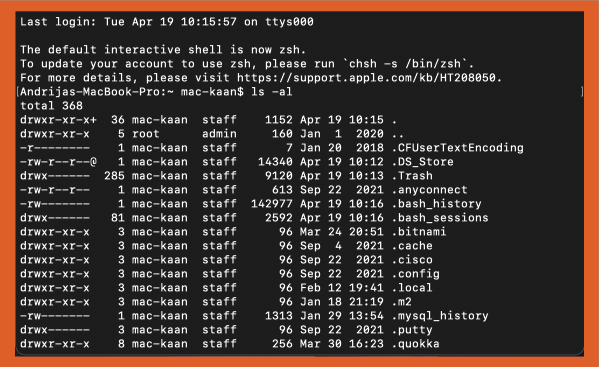 Last login: Tue Apr 19 10:15:57 on ttys000

The default interactive shell is now zsh.
To update your account to use zsh, please run `chsh -s /bin/zsh`.
For more details, please visit https://support.apple.com/kb/HT208050.
[Andrijas-MacBook-Pro:~ mac-kaan$ ls -al ]
total 368
drwxr-xr-x+  36 mac-kaan  staff    1152 Apr 19 10:15 .
drwxr-xr-x    5 root      admin     160 Jan  1  2020 ..
-r--------    1 mac-kaan  staff       7 Jan 20  2018 .CFUserTextEncoding
-rw-r--r--@   1 mac-kaan  staff   14340 Apr 19 10:12 .DS_Store
drwx------  285 mac-kaan  staff    9120 Apr 19 10:13 .Trash
-rw-r--r--    1 mac-kaan  staff     613 Sep 22  2021 .anyconnect
-rw-------    1 mac-kaan  staff  142977 Apr 19 10:16 .bash_history
drwx------   81 mac-kaan  staff    2592 Apr 19 10:16 .bash_sessions
drwxr-xr-x    3 mac-kaan  staff      96 Mar 24 20:51 .bitnami
drwxr-xr-x    3 mac-kaan  staff      96 Sep  4  2021 .cache
drwxr-xr-x    3 mac-kaan  staff      96 Sep 22  2021 .cisco
drwxr-xr-x    3 mac-kaan  staff      96 Sep 22  2021 .config
drwxr-xr-x    3 mac-kaan  staff      96 Feb 12 19:41 .local
drwxr-xr-x    3 mac-kaan  staff      96 Jan 18 21:19 .m2
-rw-------    1 mac-kaan  staff    1313 Jan 29 13:54 .mysql_history
drwx------    3 mac-kaan  staff      96 Sep 22  2021 .putty
drwxr-xr-x    8 mac-kaan  staff     256 Mar 30 16:23 .quokka